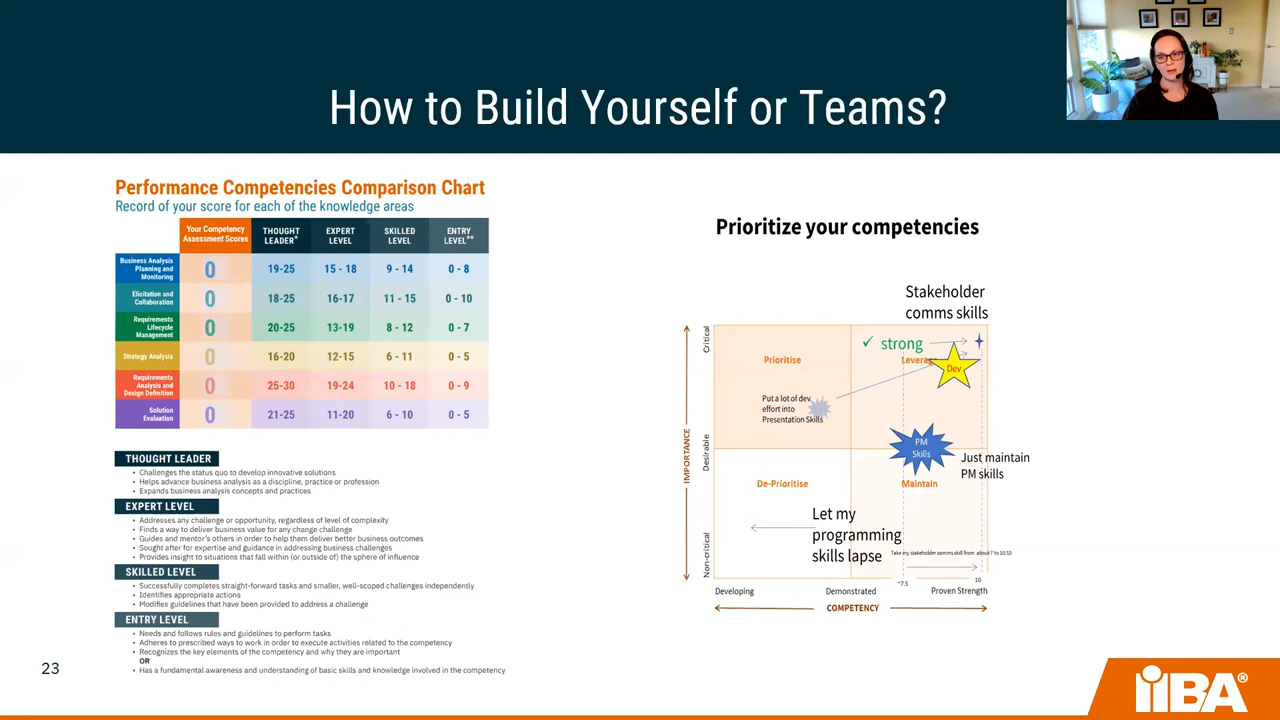 How to Build Yourself or Teams?
Performance Competencies Comparison Chart
Record of your score for each of the knowledge areas
Your Competency
Assessment Scores
THOUGHT
LEADER*
EXPERT
LEVEL
SKILLED
LEVEL
ENTRY
LEVEL**
Business Analysis
Planning and
Monitoring
0
19-25
15 - 18
9 - 14
0 - 8
Elicitation and
Collaboration
0
18-25
16-17
11 - 15
0 - 10
Requirements
Lifecycle
Management
0
20-25
13-19
8 - 12
0 - 7
Strategy Analysis
0
16-20
12-15
6 - 11
0 - 5
Requirements
Analysis and
Design Definition
0
25-30
19-24
10 - 18
0 - 9
Solution
Evaluation
0
21-25
11-20
6 - 10
0 - 5
THOUGHT LEADER
• Challenges the status quo to develop innovative solutions
• Helps advance business analysis as a discipline, practice or profession
• Expands business analysis concepts and practices
EXPERT LEVEL
• Addresses any challenge or opportunity, regardless of level of complexity
• Finds a way to deliver business value for any change challenge
• Guides and mentor's others in order to help them deliver better business outcomes
• Sought after for expertise and guidance in addressing business challenges
• Provides insight to situations that fall within (or outside of) the sphere of influence
SKILLED LEVEL
• Successfully completes straight-forward tasks and smaller, well-scoped challenges independently
• Identifies appropriate actions
• Modifies guidelines that have been provided to address a challenge
ENTRY LEVEL
• Needs and follows rules and guidelines to perform tasks
• Adheres to prescribed ways to work in order to execute activities related to the competency
• Recognizes the key elements of the competency and why they are important
OR
• Has a fundamental awareness and understanding of basic skills and knowledge involved in the competency
Prioritize your competencies
Stakeholder
comms skills
✓ strong
Prioritise
Leverage
Dev
Put a lot of dev
effort into
Presentation Skills
PM
Skills
Just maintain
PM skills
De-Prioritise
Maintain
Let my
programming
skills lapse
Take my stakeholder comms skill from about 7 to 10/10
IMPORTANCE
Critical
Desirable
Non-critical
~7.5
10
Developing
Demonstrated
Proven Strength
COMPETENCY
23
IIBA®